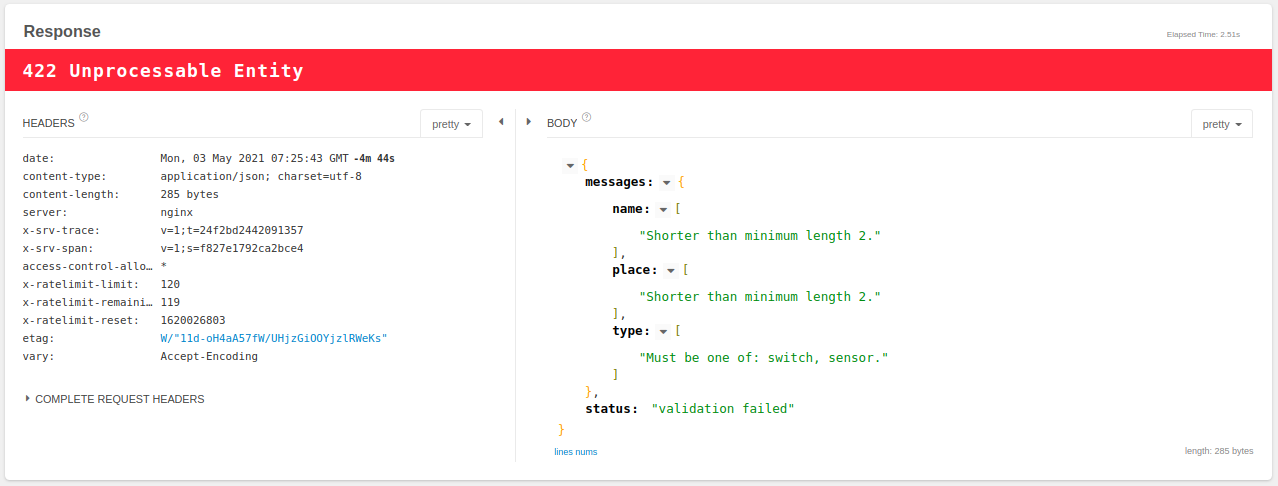 Response
Elapsed Time: 2.51s
422 Unprocessable Entity
HEADERS ? pretty
date: Mon, 03 May 2021 07:25:43 GMT -4m 44s
content-type: application/json; charset=utf-8
content-length: 285 bytes
server: nginx
x-srv-trace: v=1;t=24f2bd2442091357
x-srv-span: v=1;s=f827e1792ca2bce4
access-control-allo… *
x-ratelimit-limit: 120
x-ratelimit-remaini… 119
x-ratelimit-reset: 1620026803
etag: W/"11d-oH4aA57fW/UHjzGiOOYjzlRWeKs"
vary: Accept-Encoding
COMPLETE REQUEST HEADERS
BODY ? pretty
{
messages: {
name: [
"Shorter than minimum length 2."
],
place: [
"Shorter than minimum length 2."
],
type: [
"Must be one of: switch, sensor."
]
},
status: "validation failed"
}
lines nums
length: 285 bytes